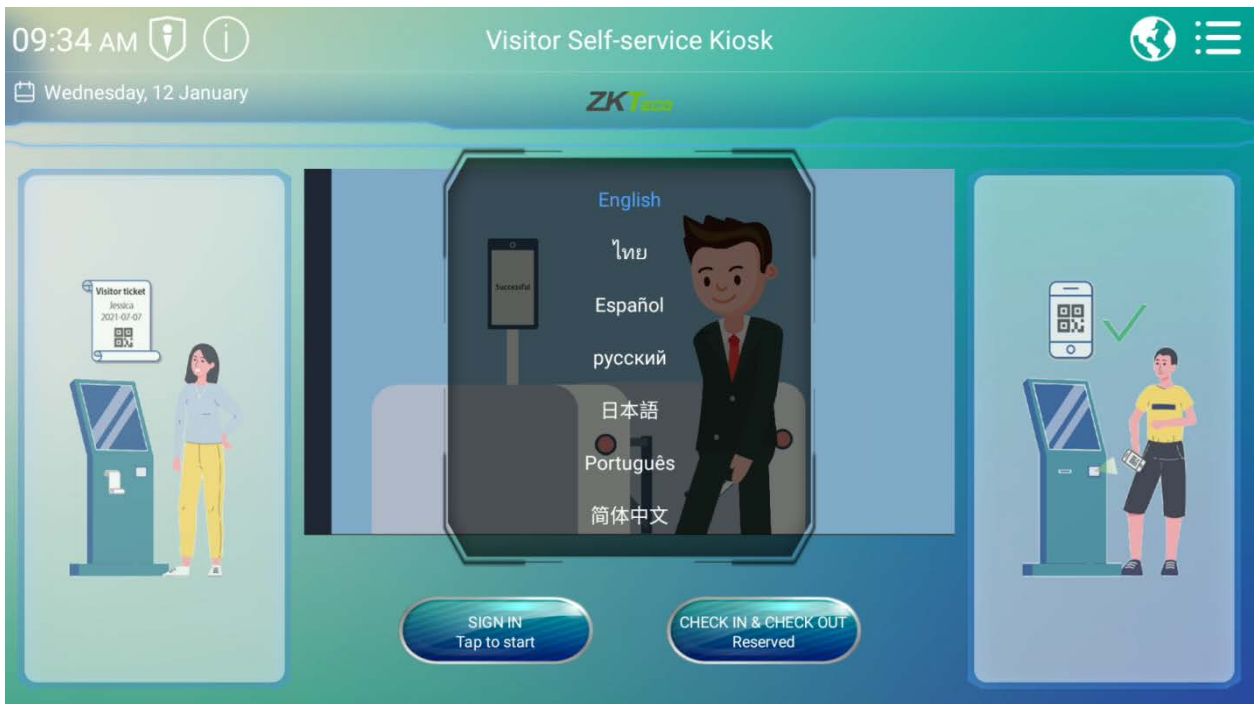 09:34 AM
Visitor Self-service Kiosk
Wednesday, 12 January
ZKTeco
English
ไทย
Español
русский
日本語
Português
简体中文
Successful
Visitor ticket
Jessica
2021-07-07
SIGN IN
Tap to start
CHECK IN & CHECK OUT
Reserved